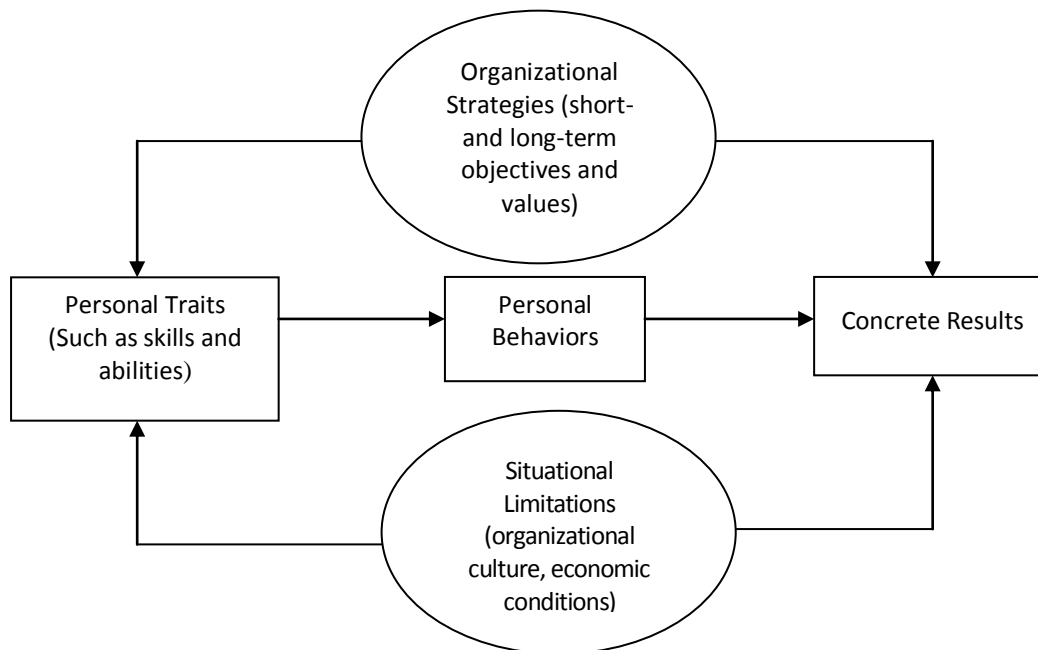 Organizational
Strategies (short-
and long-term
objectives and
values)
Personal Traits
(Such as skills and
abilities)
Personal
Behaviors
Concrete Results
Situational
Limitations
(organizational
culture, economic
conditions)